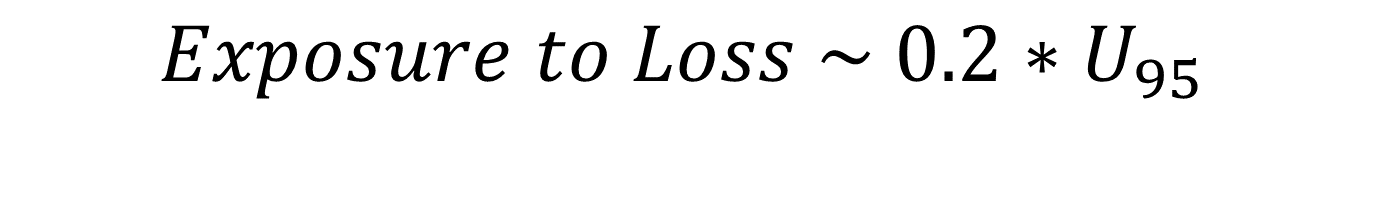 Exposure to Loss ~ 0.2 * U₉₅